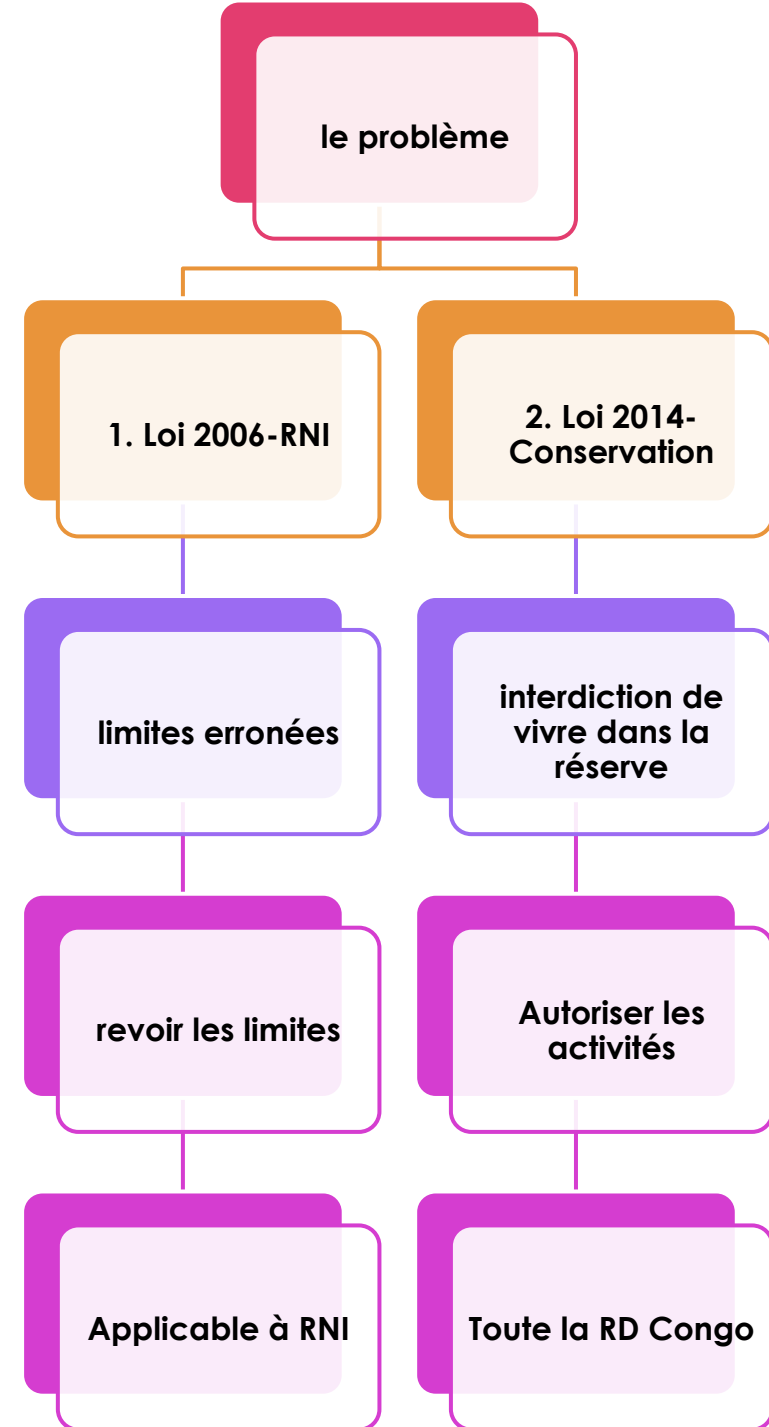 le problème
1. Loi 2006-RNI
2. Loi 2014-
Conservation
limites erronées
interdiction de
vivre dans la
réserve
revoir les limites
Autoriser les
activités
Applicable à RNI
Toute la RD Congo